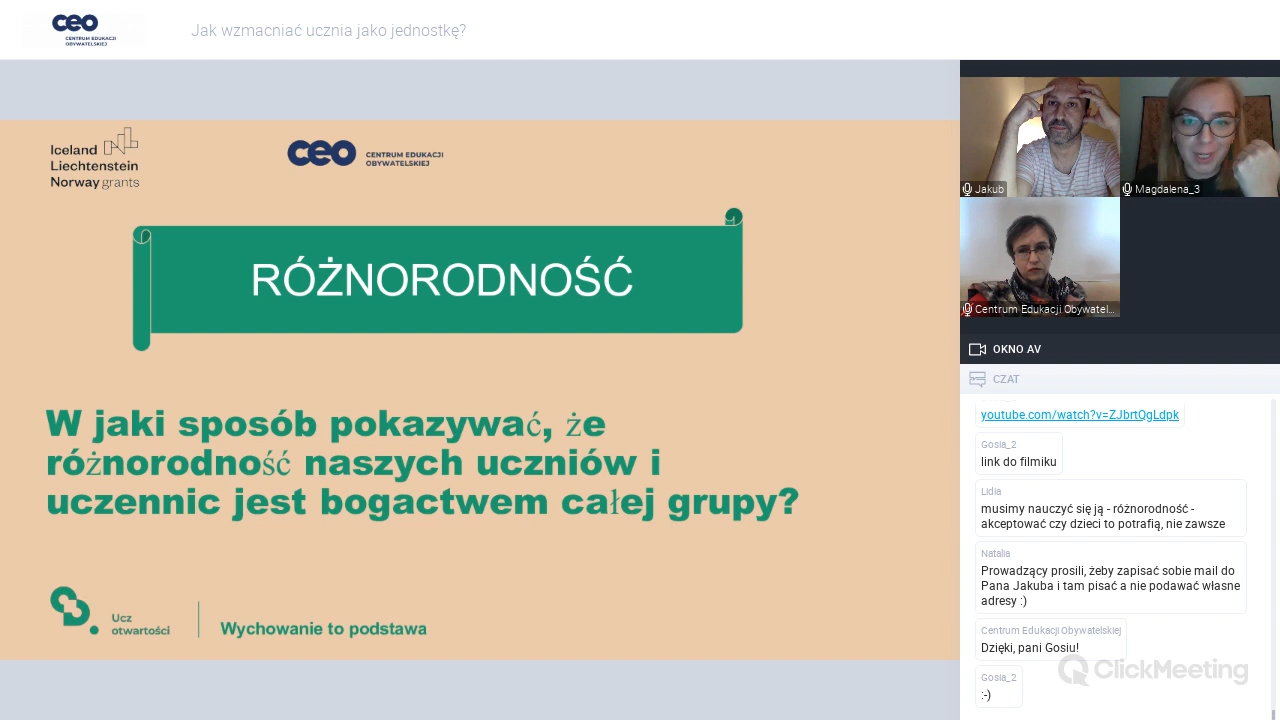 ceo
CENTRUM EDUKACJI
OBYWATELSKIEJ
Jak wzmacniać ucznia jako jednostkę?
Iceland
Liechtenstein
Norway grants
ceo
CENTRUM EDUKACJI
OBYWATELSKIEJ
RÓŻNORODNOŚĆ
W jaki sposób pokazywać, że
różnorodność naszych uczniów i
uczennic jest bogactwem całej grupy?
Ucz
otwartości
Wychowanie to podstawa
Jakub
Magdalena_3
Centrum Edukacji Obywatel...
OKNO AV
CZAT
youtube.com/watch?v=ZJbrtQgLdpk
Gosia_2
link do filmiku
Lidia
musimy nauczyć się ją - różnorodność -
akceptować czy dzieci to potrafią, nie zawsze
Natalia
Prowadzący prosili, żeby zapisać sobie mail do
Pana Jakuba i tam pisać a nie podawać własne
adresy :)
Centrum Edukacji Obywatelskiej
Dzięki, pani Gosiu!
ClickMeeting
Gosia_2
:-)